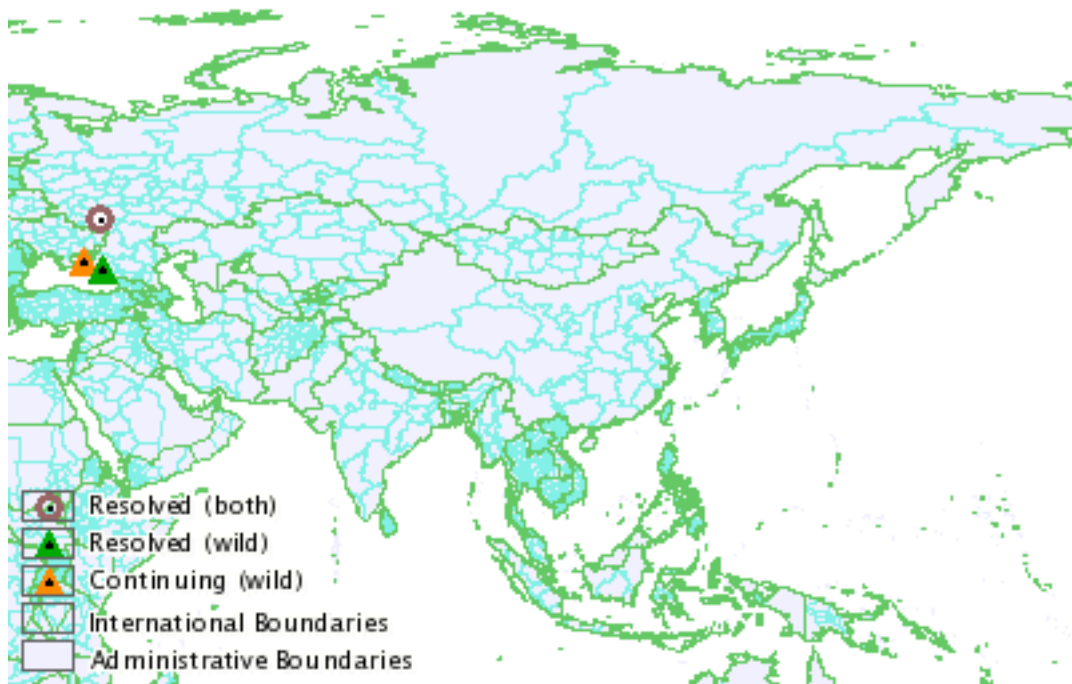 Resolved (both)
Resolved (wild)
Continuing (wild)
International Boundaries
Administrative Boundaries